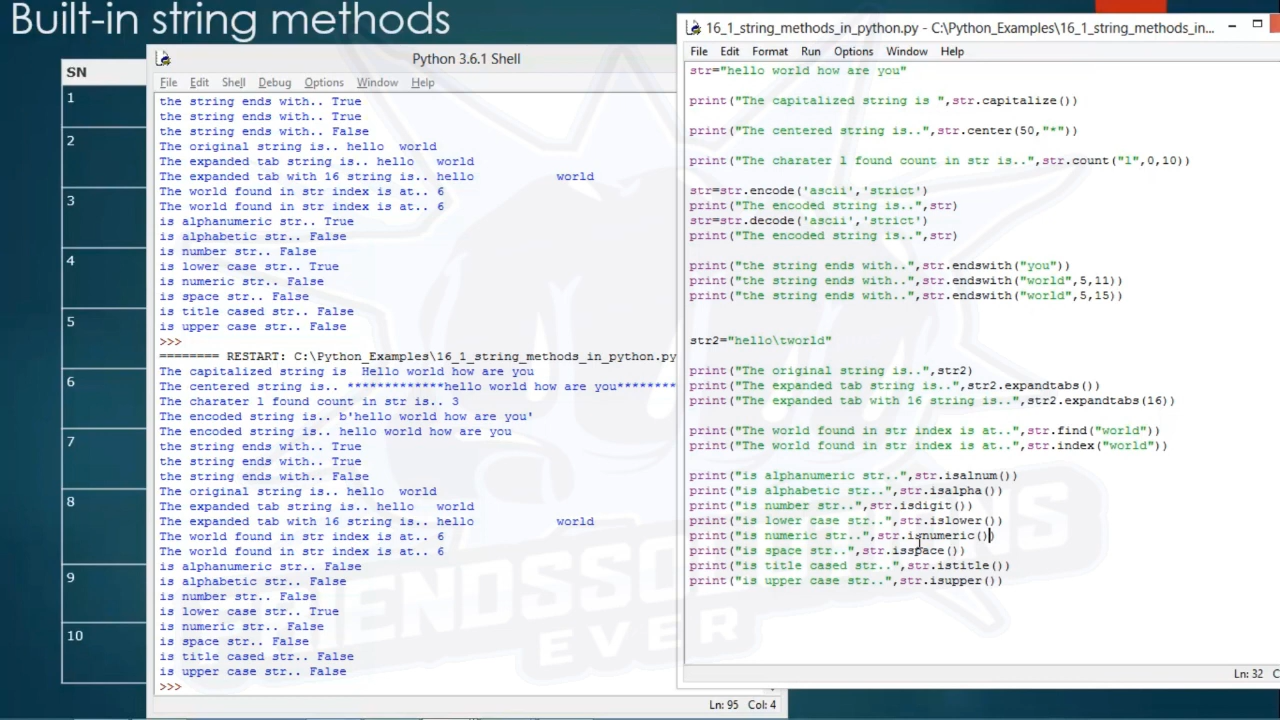 Built-in string methods
SN
1
2
3
4
5
6
7
8
9
10
Python 3.6.1 Shell
File Edit Shell Debug Options Window Help
the string ends with.. True
the string ends with.. True
the string ends with.. False
The original string is.. hello  world
The expanded tab string is.. hello   world
The expanded tab with 16 string is.. hello           world
The world found in str index is at.. 6
The world found in str index is at.. 6
is alphanumeric str.. True
is alphabetic str.. False
is number str.. False
is lower case str.. True
is numeric str.. False
is space str.. False
is title cased str.. False
is upper case str.. False
>>>
======== RESTART: C:\Python_Examples\16_1_string_methods_in_python.py
The capitalized string is  Hello world how are you
The centered string is.. *************hello world how are you********
The charater l found count in str is.. 3
The encoded string is.. b'hello world how are you'
The encoded string is.. hello world how are you
the string ends with.. True
the string ends with.. True
the string ends with.. False
The original string is.. hello  world
The expanded tab string is.. hello   world
The expanded tab with 16 string is.. hello           world
The world found in str index is at.. 6
The world found in str index is at.. 6
is alphanumeric str.. False
is alphabetic str.. False
is number str.. False
is lower case str.. True
is numeric str.. False
is space str.. False
is title cased str.. False
is upper case str.. False
>>>
Ln: 95 Col: 4
16_1_string_methods_in_python.py - C:\Python_Examples\16_1_string_methods_in...
File Edit Format Run Options Window Help
str="hello world how are you"
print("The capitalized string is ",str.capitalize())
print("The centered string is..",str.center(50,"*"))
print("The charater l found count in str is..",str.count("l",0,10))
str=str.encode('ascii','strict')
print("The encoded string is..",str)
str=str.decode('ascii','strict')
print("The encoded string is..",str)
print("the string ends with..",str.endswith("you"))
print("the string ends with..",str.endswith("world",5,11))
print("the string ends with..",str.endswith("world",5,15))
str2="hello\tworld"
print("The original string is..",str2)
print("The expanded tab string is..",str2.expandtabs())
print("The expanded tab with 16 string is..",str2.expandtabs(16))
print("The world found in str index is at..",str.find("world"))
print("The world found in str index is at..",str.index("world"))
print("is alphanumeric str..",str.isalnum())
print("is alphabetic str..",str.isalpha())
print("is number str..",str.isdigit())
print("is lower case str..",str.islower())
print("is numeric str..",str.isnumeric())
print("is space str..",str.isspace())
print("is title cased str..",str.istitle())
print("is upper case str..",str.isupper())
Ln: 32 C
EVER